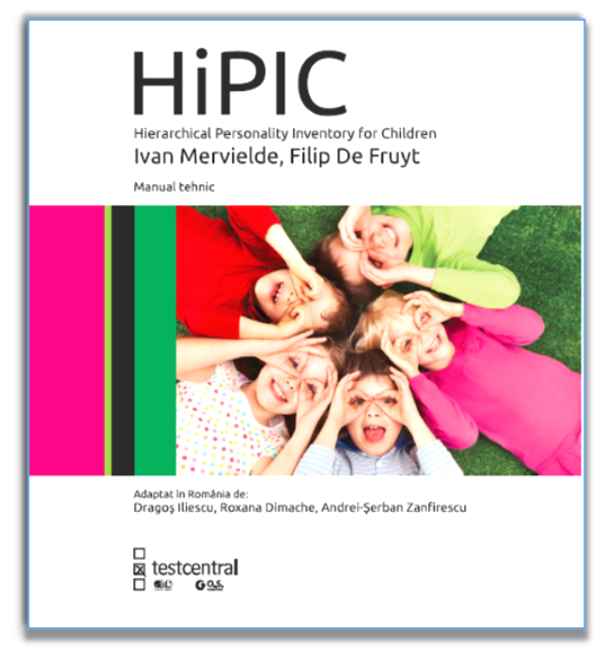 HiPIC
Hierarchical Personality Inventory for Children
Ivan Mervielde, Filip De Fruyt
Manual tehnic
Adaptat în România de:
Dragoş Iliescu, Roxana Dimache, Andrei-Şerban Zanfirescu
testcentral